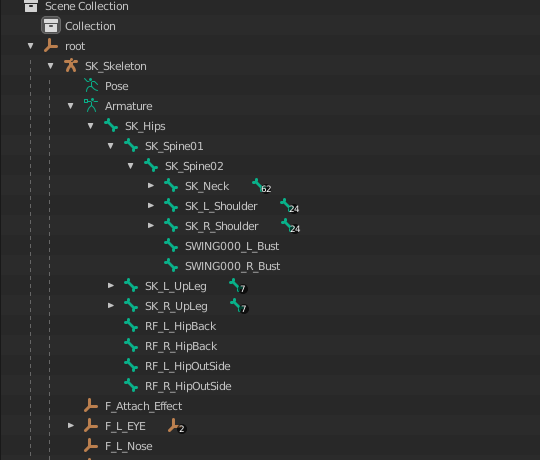 Scene Collection
Collection
root
SK_Skeleton
Pose
Armature
SK_Hips
SK_Spine01
SK_Spine02
SK_Neck 62
SK_L_Shoulder 24
SK_R_Shoulder 24
SWING000_L_Bust
SWING000_R_Bust
SK_L_UpLeg 7
SK_R_UpLeg 7
RF_L_HipBack
RF_R_HipBack
RF_L_HipOutSide
RF_R_HipOutSide
F_Attach_Effect
F_L_EYE 2
F_L_Nose